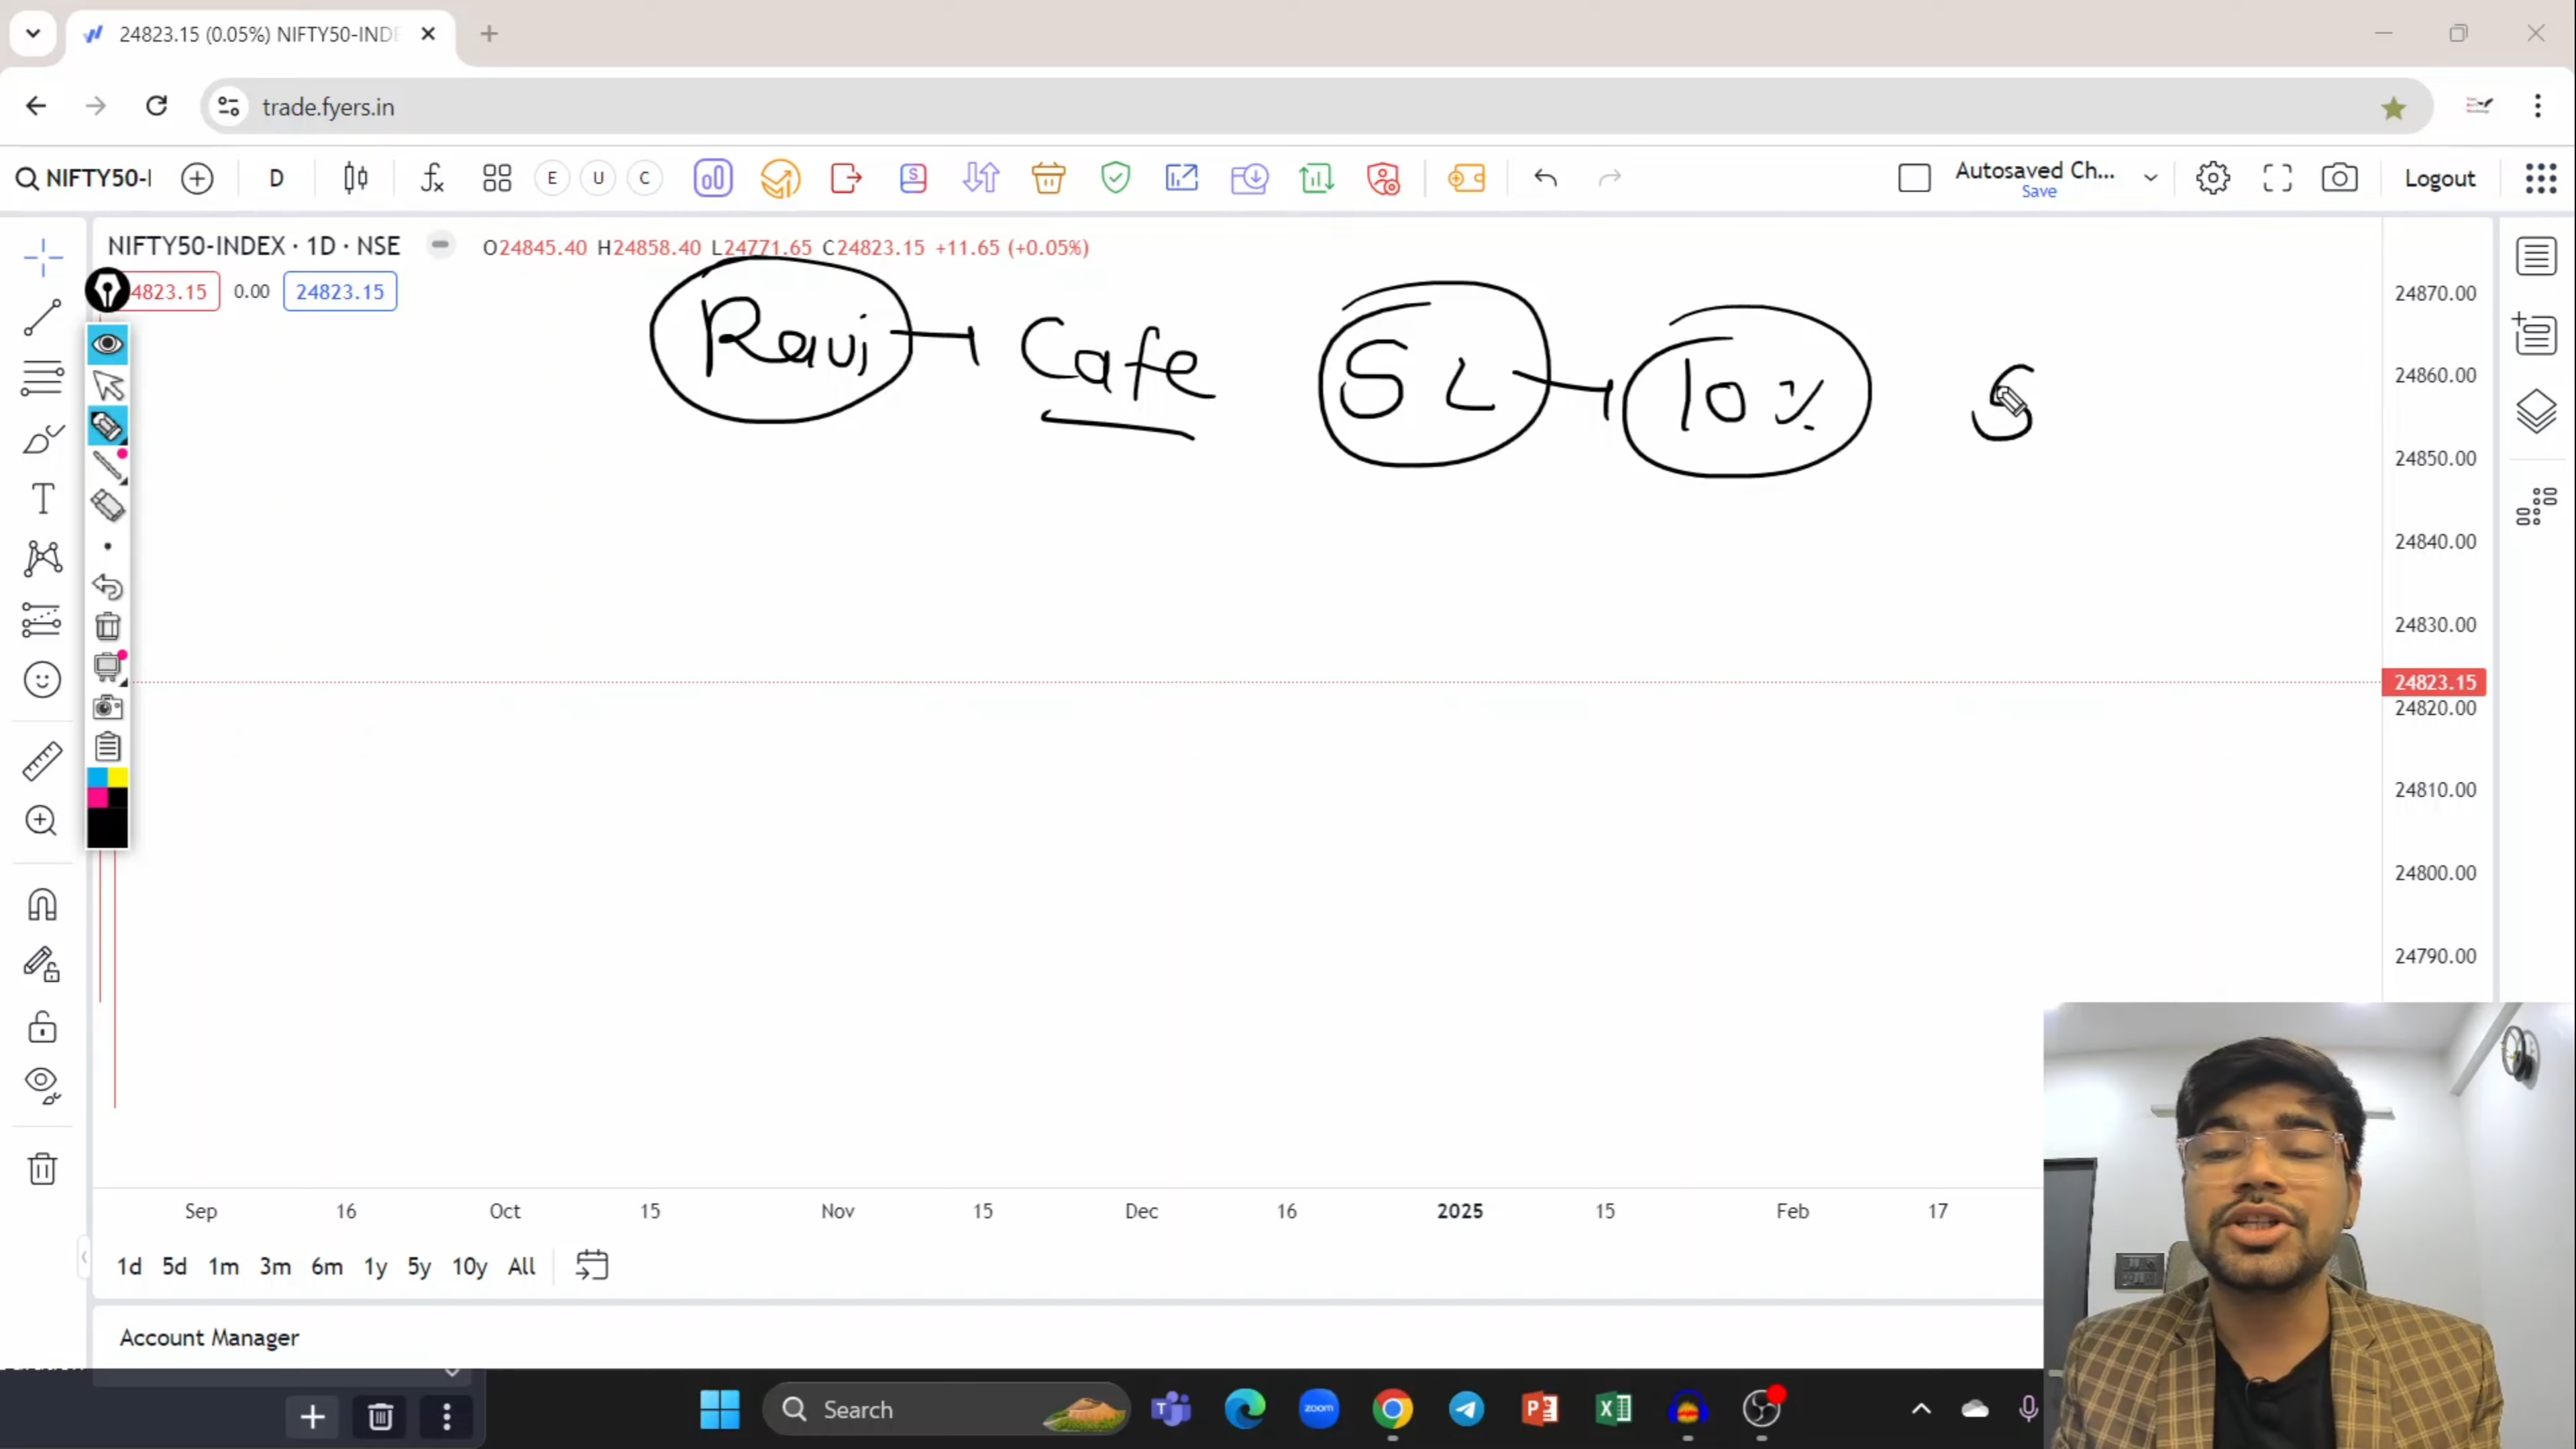 24823.15 (0.05%) NIFTY50-INDE
trade.fyers.in
NIFTY50-I
D
E U C
Autosaved Ch...
Save
Logout
NIFTY50-INDEX · 1D · NSE
O24845.40 H24858.40 L24771.65 C24823.15 +11.65 (+0.05%)
4823.15 0.00 24823.15
Ravi Cafe 5 L 10 % S
24870.00
24860.00
24850.00
24840.00
24830.00
24823.15
24820.00
24810.00
24800.00
24790.00
Sep 16 Oct 15 Nov 15 Dec 16 2025 15 Feb 17
1d 5d 1m 3m 6m 1y 5y 10y All
Account Manager
Search
zoom